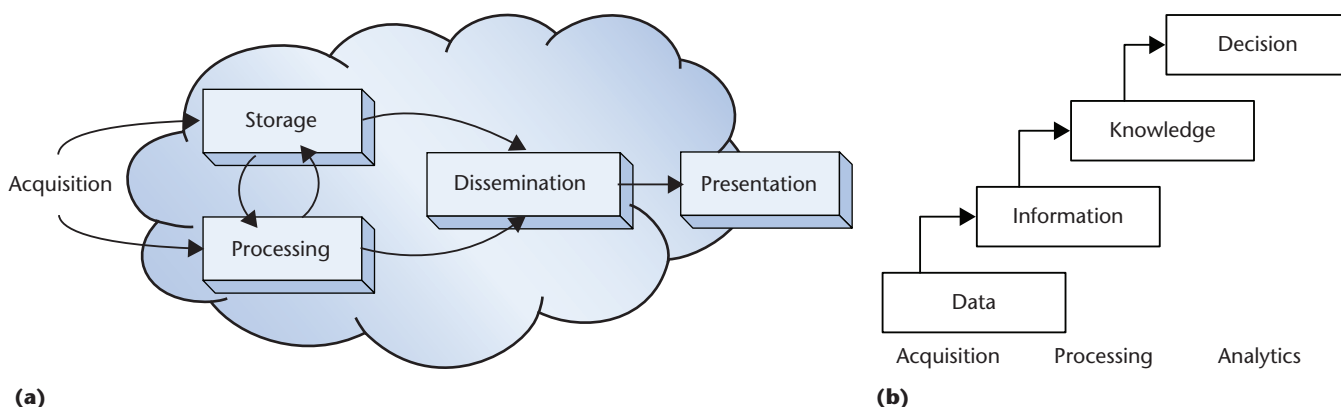 Storage
Acquisition
Dissemination
Presentation
Processing
(a)
Decision
Knowledge
Information
Data
Acquisition Processing Analytics
(b)